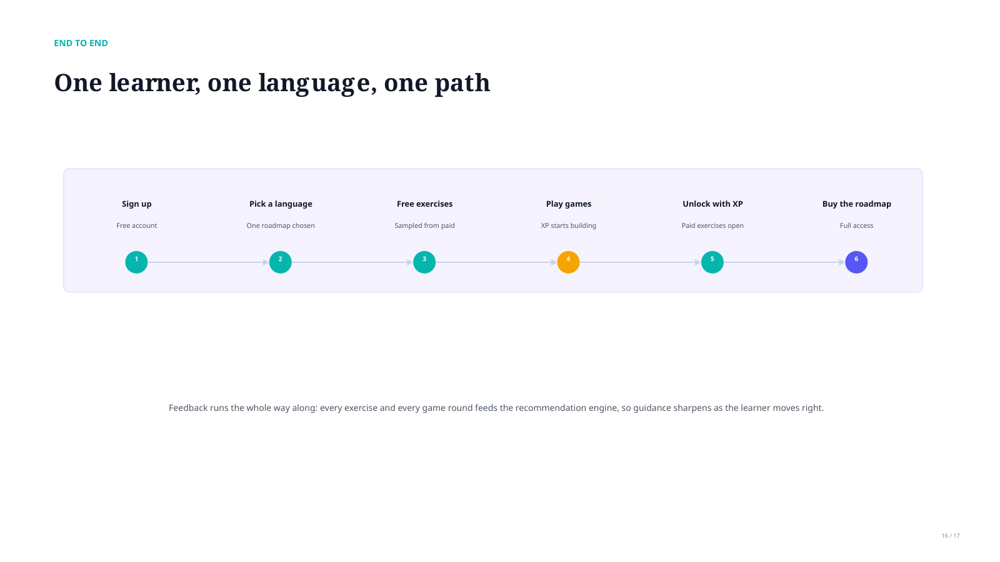 END TO END
One learner, one language, one path
Sign up
Free account
1
Pick a language
One roadmap chosen
2
Free exercises
Sampled from paid
3
Play games
XP starts building
4
Unlock with XP
Paid exercises open
5
Buy the roadmap
Full access
6
Feedback runs the whole way along: every exercise and every game round feeds the recommendation engine, so guidance sharpens as the learner moves right.
16 / 17